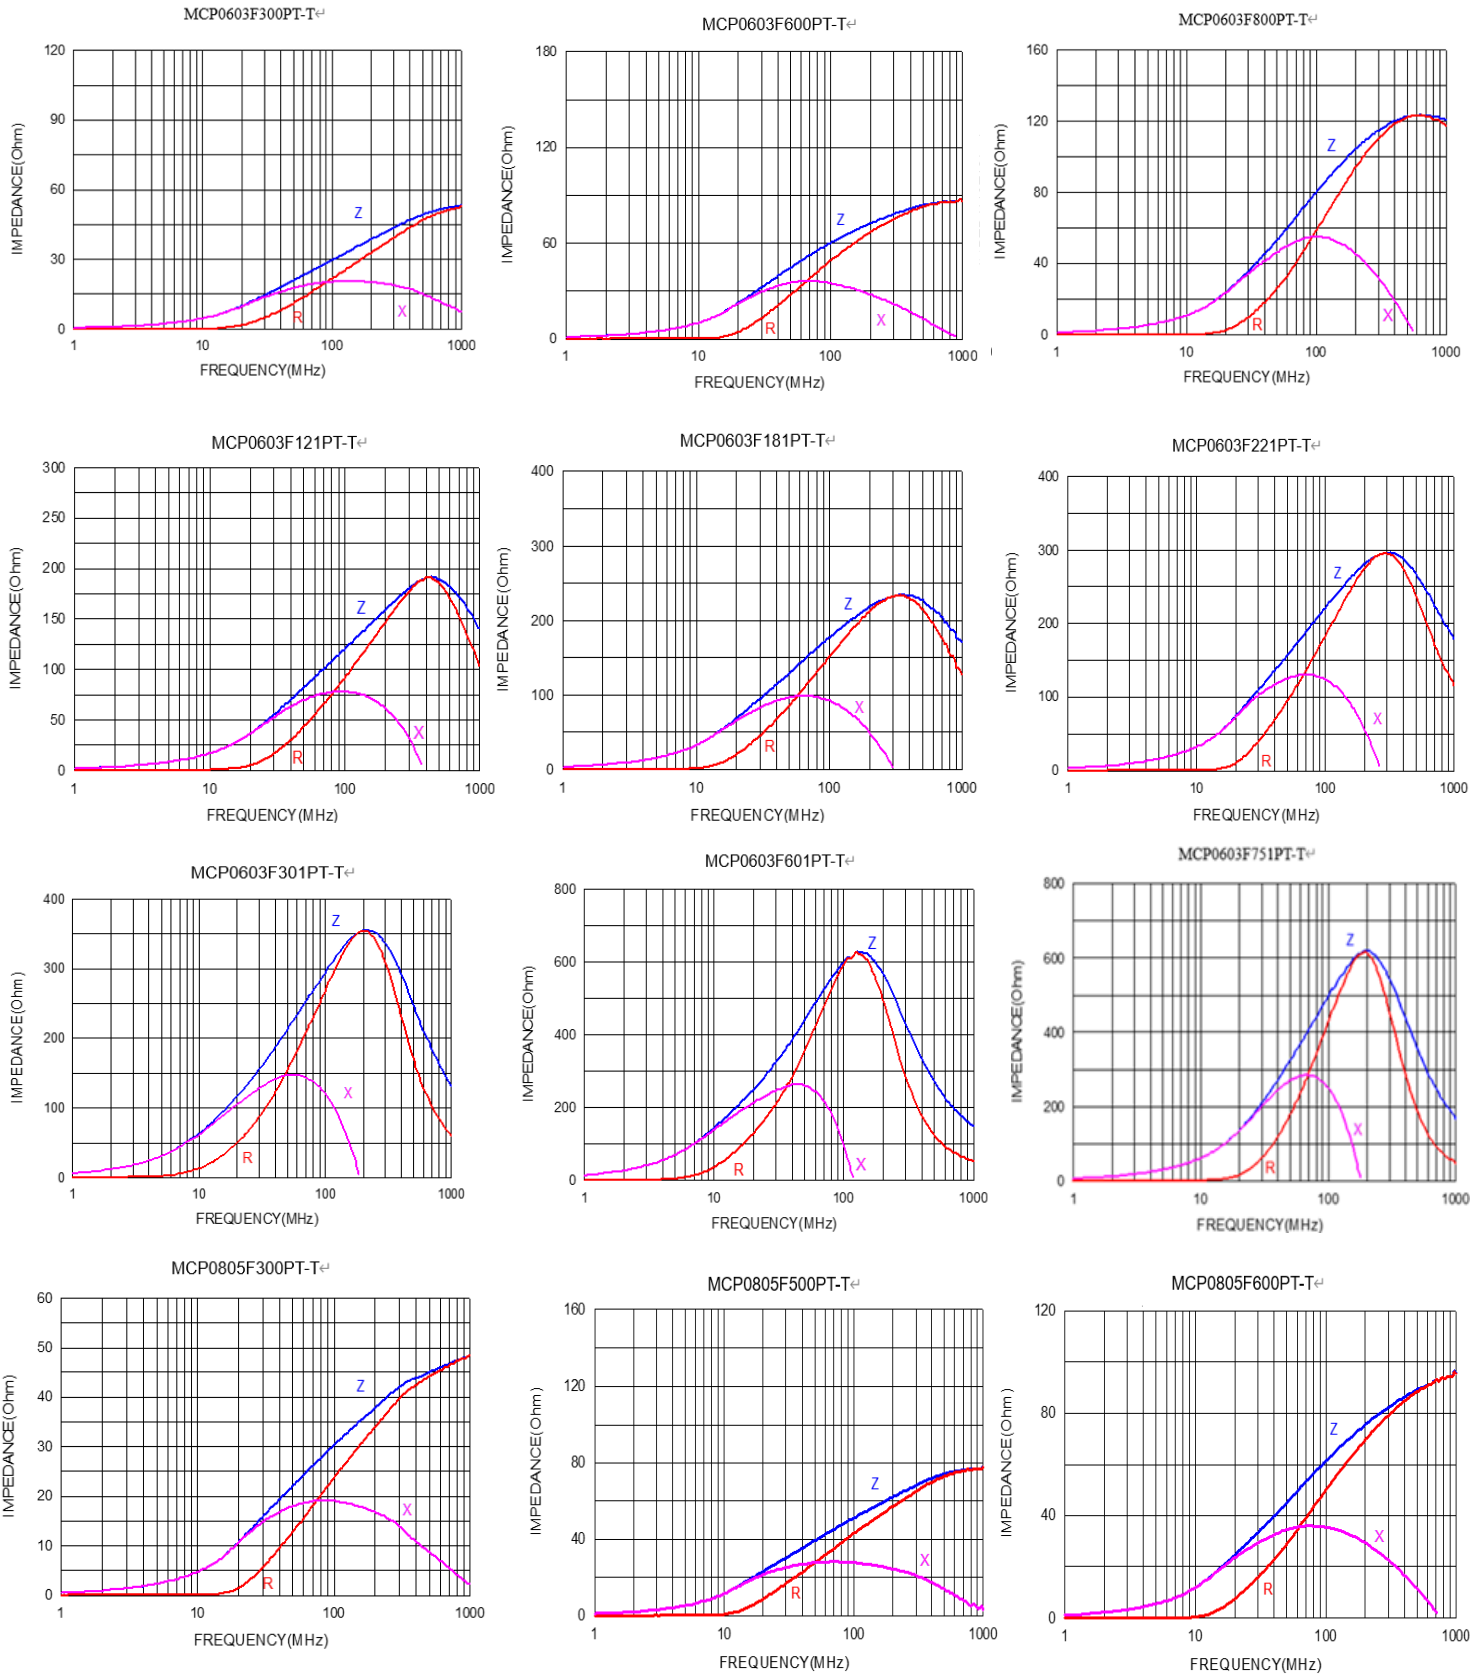 MCP0603F300PT-T↵
120
90
60
30
0
IMPEDANCE(Ohm)
Z
R
X
1 10 100 1000
FREQUENCY(MHz)
MCP0603F600PT-T↵
180
120
60
0
IMPEDANCE(Ohm)
Z
R
X
1 10 100 1000
FREQUENCY(MHz)
MCP0603F800PT-T↵
160
120
80
40
0
IMPEDANCE(Ohm)
Z
R
X
1 10 100 1000
FREQUENCY(MHz)
MCP0603F121PT-T↵
300
250
200
150
100
50
0
IMPEDANCE(Ohm)
Z
R
X
1 10 100 1000
FREQUENCY(MHz)
MCP0603F181PT-T↵
400
300
200
100
0
IMPEDANCE(Ohm)
Z
X
R
1 10 100 1000
FREQUENCY(MHz)
MCP0603F221PT-T↵
400
300
200
100
0
IMPEDANCE(Ohm)
Z
X
R
1 10 100 1000
FREQUENCY(MHz)
MCP0603F301PT-T↵
400
300
200
100
0
IMPEDANCE(Ohm)
Z
X
R
1 10 100 1000
FREQUENCY(MHz)
MCP0603F601PT-T↵
800
600
400
200
0
IMPEDANCE(Ohm)
Z
R
X
1 10 100 1000
FREQUENCY(MHz)
MCP0603F751PT-T↵
800
600
400
200
0
IMPEDANCE(Ohm)
Z
X
R
1 10 100 1000
FREQUENCY(MHz)
MCP0805F300PT-T↵
60
50
40
30
20
10
0
IMPEDANCE(Ohm)
Z
X
R
1 10 100 1000
FREQUENCY(MHz)
MCP0805F500PT-T↵
160
120
80
40
0
IMPEDANCE(Ohm)
Z
X
R
1 10 100 1000
FREQUENCY(MHz)
MCP0805F600PT-T↵
120
80
40
0
IMPEDANCE(Ohm)
Z
X
R
1 10 100 1000
FREQUENCY(MHz)